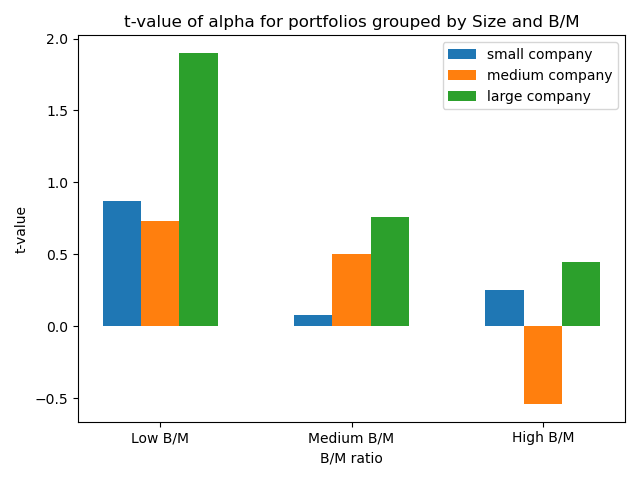 t-value of alpha for portfolios grouped by Size and B/M
2.0
1.5
1.0
0.5
0.0
−0.5
t-value
small company
medium company
large company
Low B/M
Medium B/M
High B/M
B/M ratio